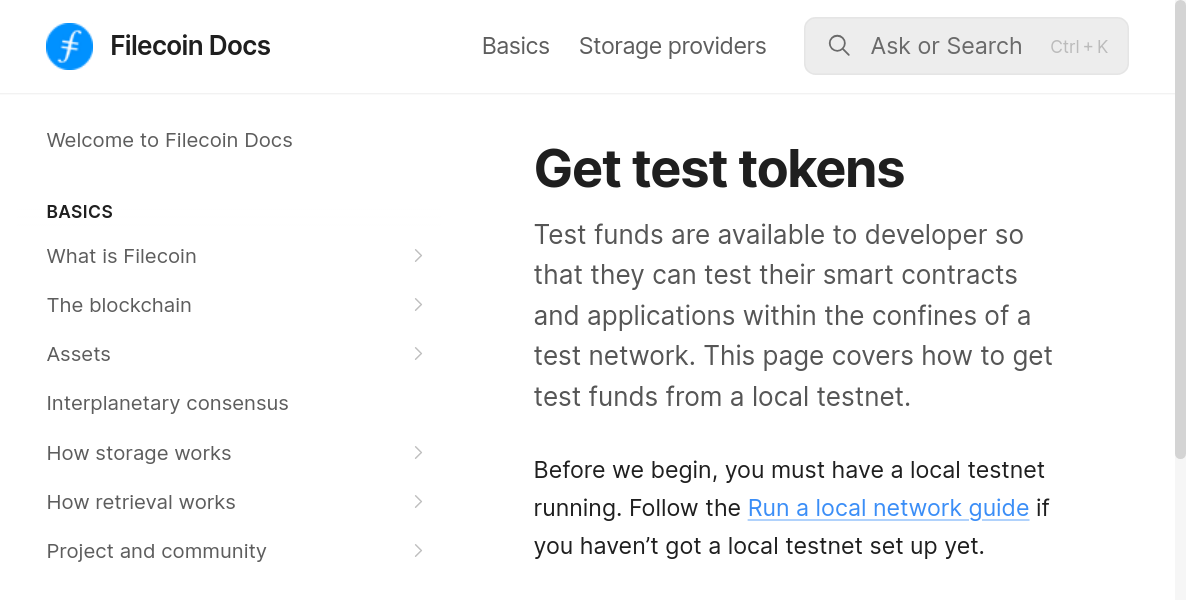 Filecoin Docs
Basics
Storage providers
Ask or Search
Ctrl + K
Welcome to Filecoin Docs
BASICS
What is Filecoin
The blockchain
Assets
Interplanetary consensus
How storage works
How retrieval works
Project and community
Get test tokens
Test funds are available to developer so
that they can test their smart contracts
and applications within the confines of a
test network. This page covers how to get
test funds from a local testnet.
Before we begin, you must have a local testnet
running. Follow the Run a local network guide if
you haven’t got a local testnet set up yet.